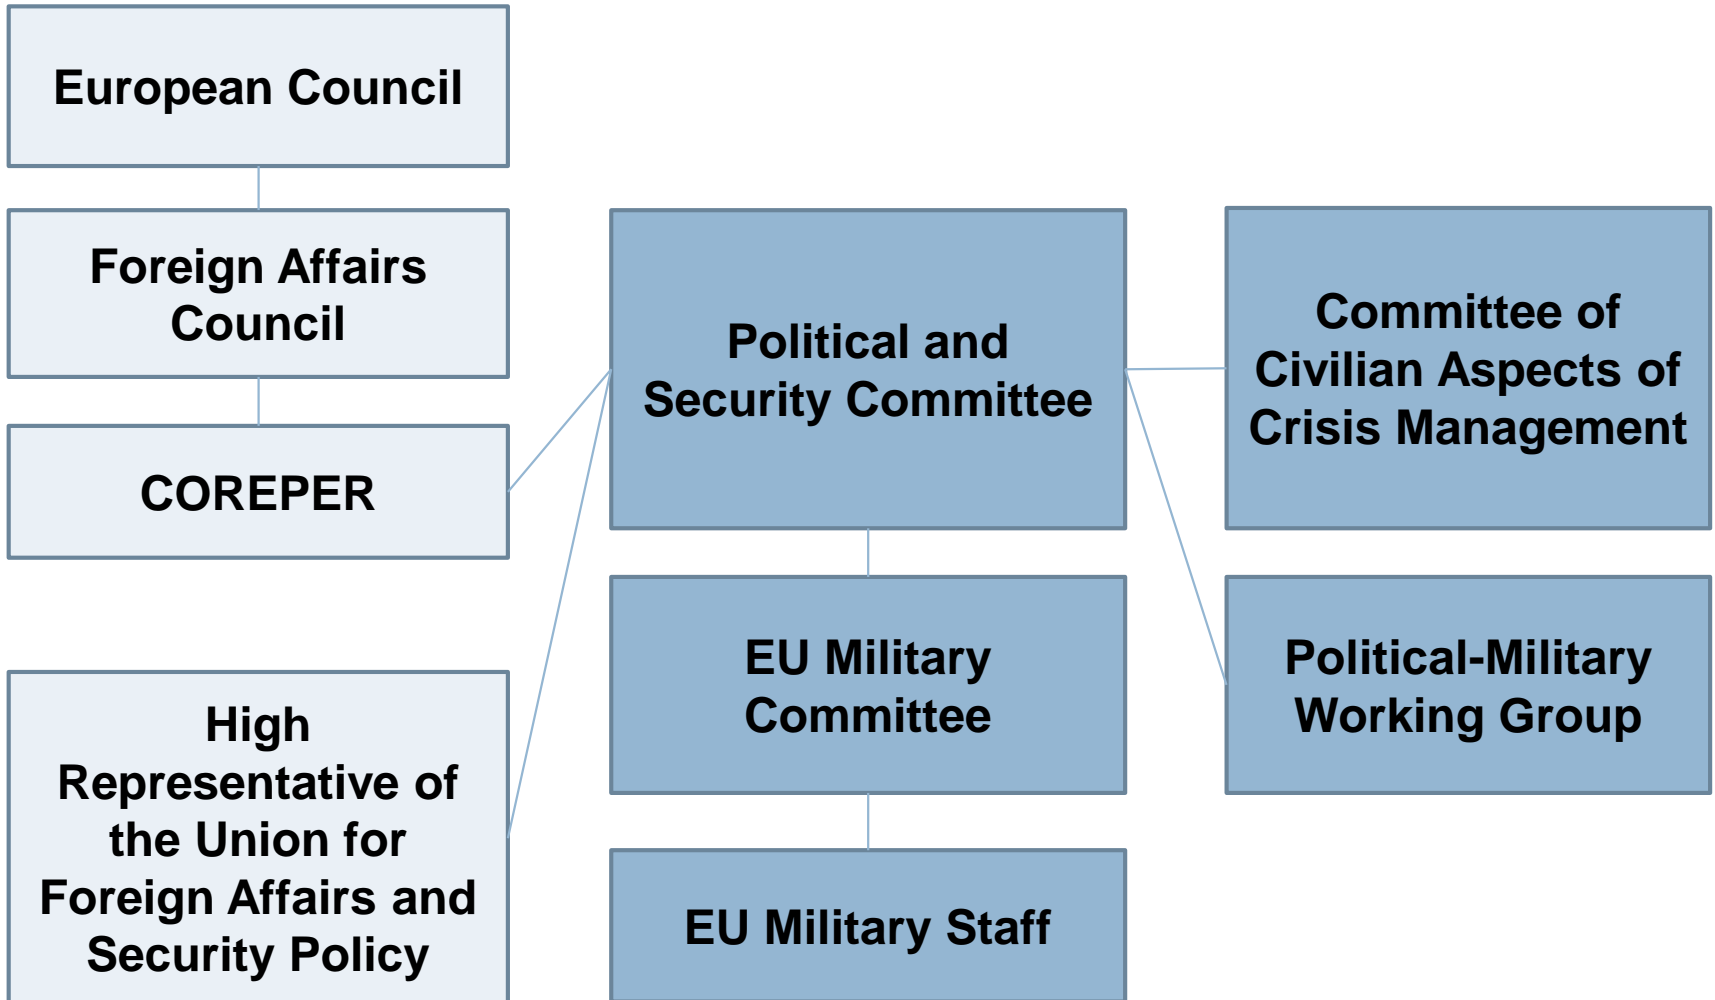 European Council
Foreign Affairs
Council
COREPER
High
Representative of
the Union for
Foreign Affairs and
Security Policy
Political and
Security Committee
EU Military
Committee
EU Military Staff
Committee of
Civilian Aspects of
Crisis Management
Political-Military
Working Group